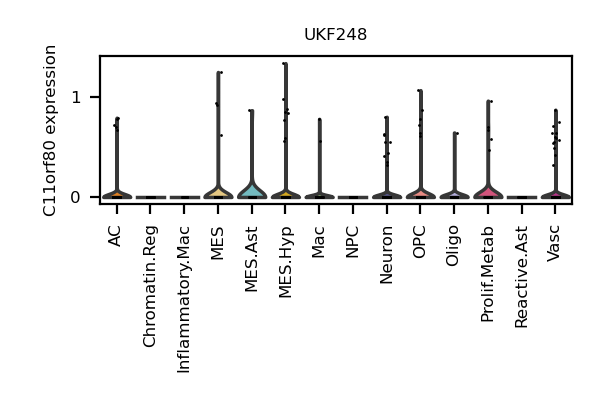 UKF248
C11orf80 expression
1
0
AC
Chromatin.Reg
Inflammatory.Mac
MES
MES.Ast
MES.Hyp
Mac
NPC
Neuron
OPC
Oligo
Prolif.Metab
Reactive.Ast
Vasc